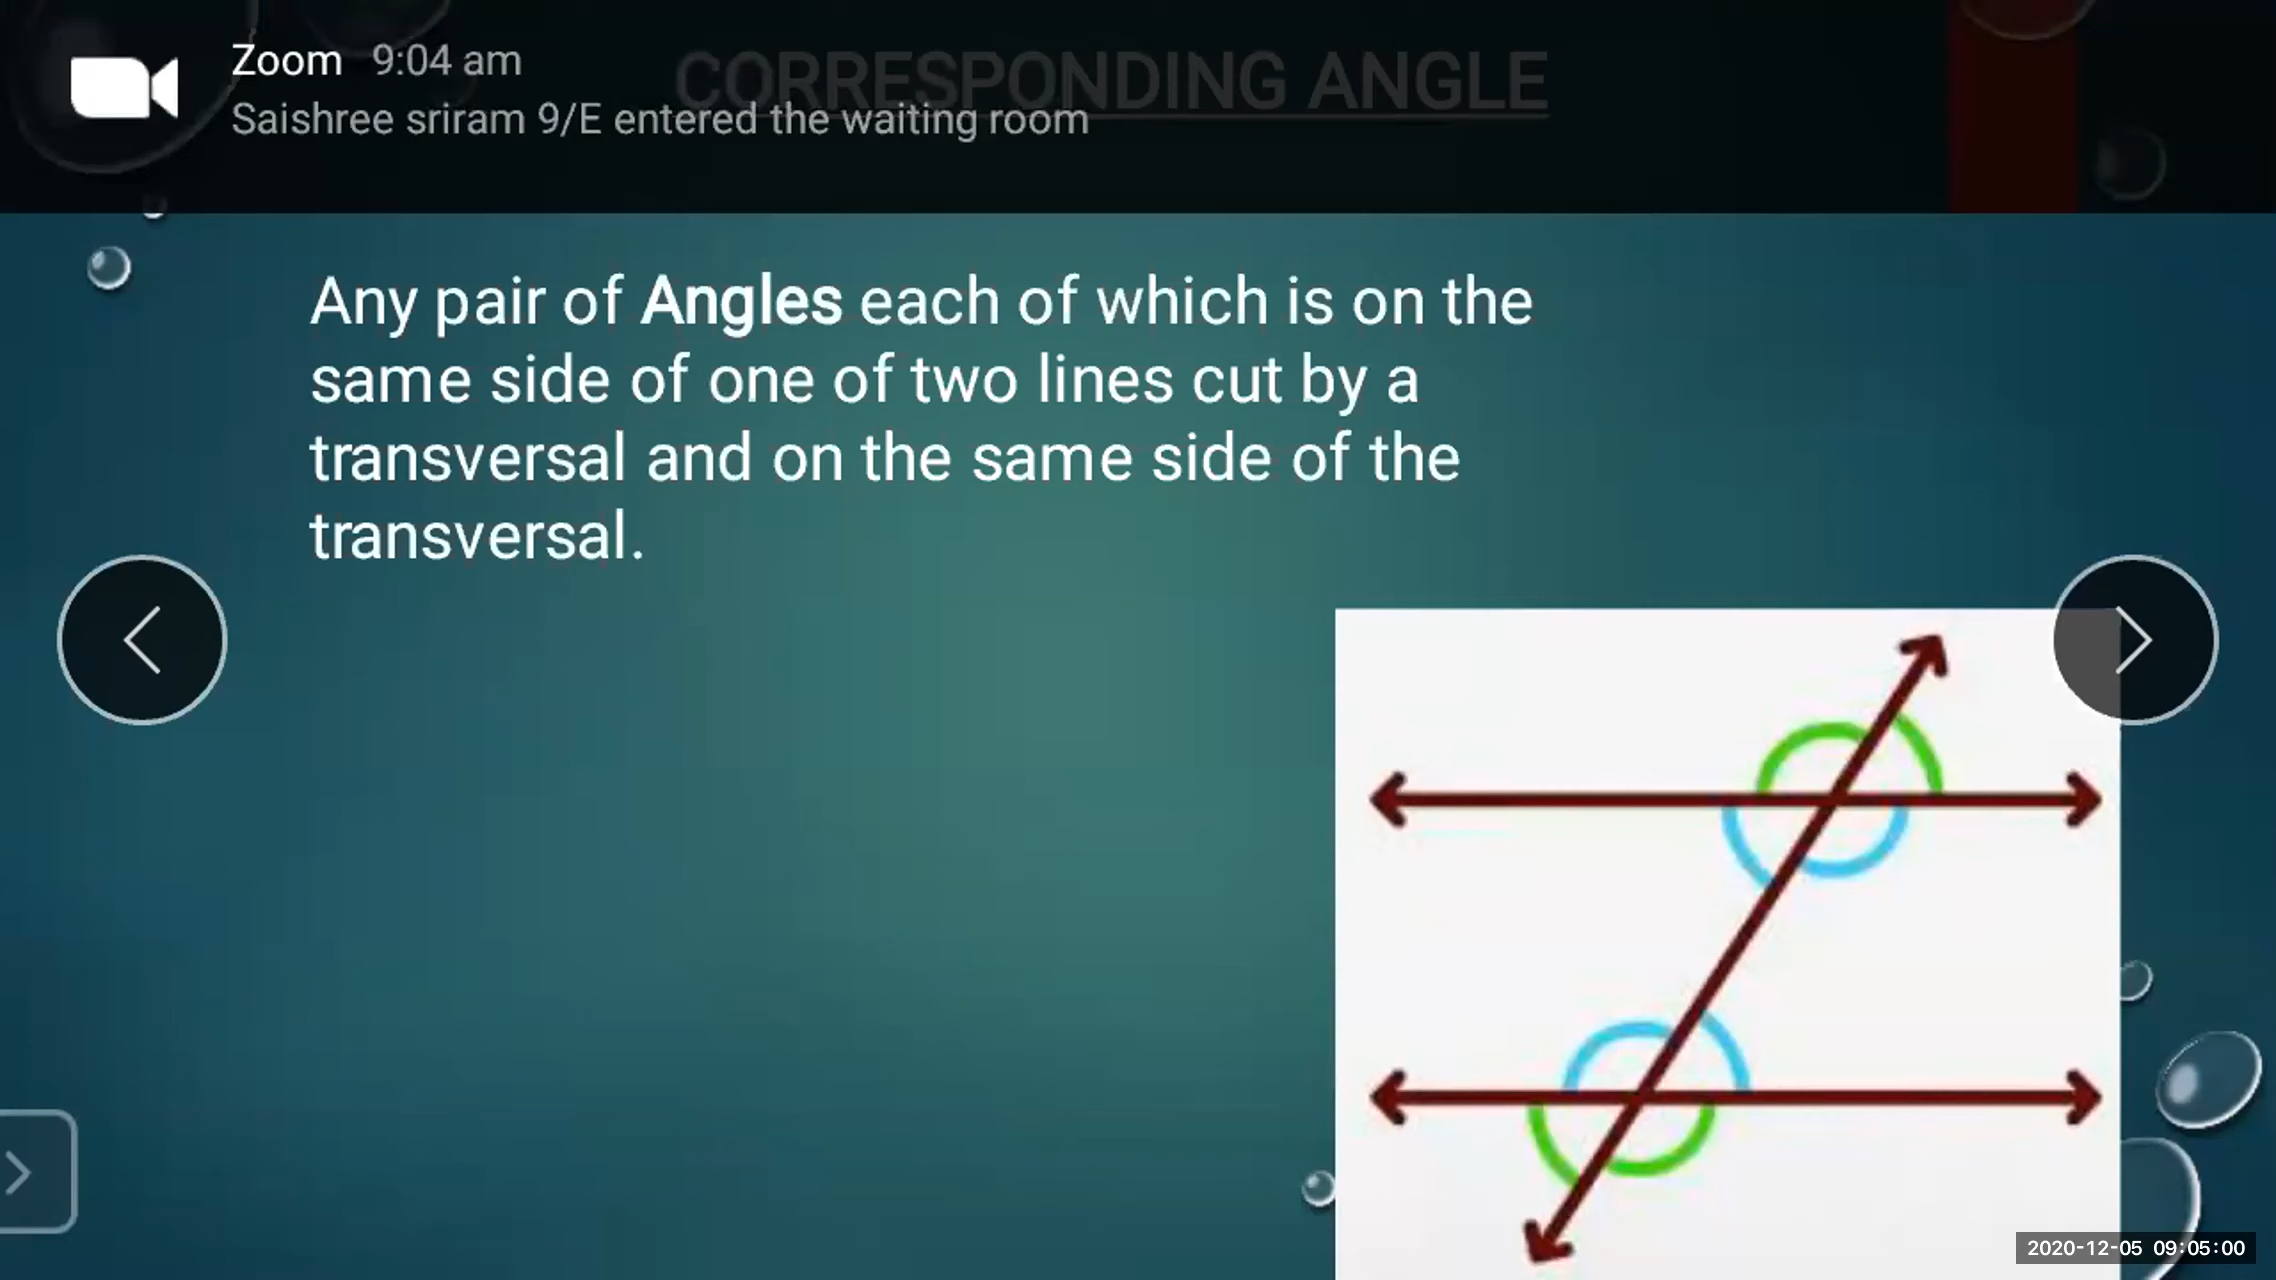 Zoom 9:04 am
CORRESPONDING ANGLE
Saishree sriram 9/E entered the waiting room
Any pair of Angles each of which is on the
same side of one of two lines cut by a
transversal and on the same side of the
transversal.
2020-12-05 09:05:00